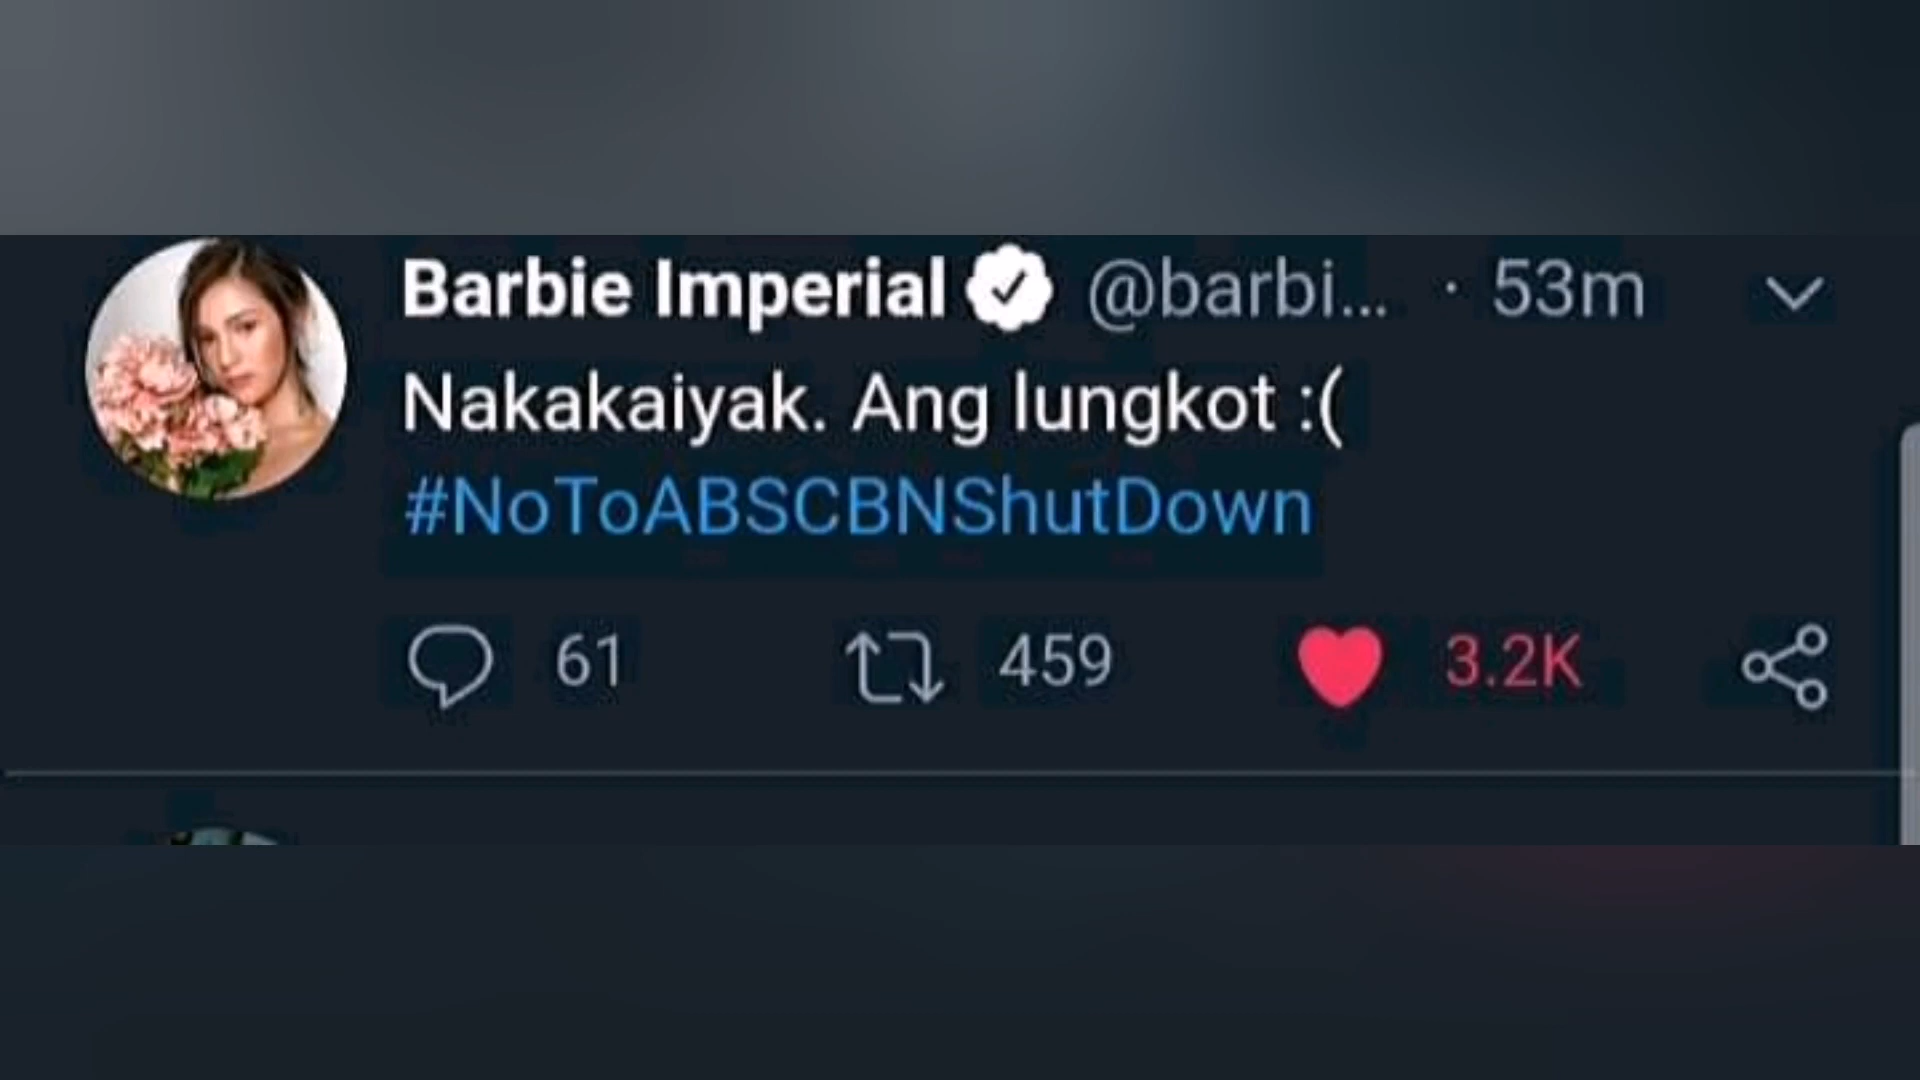 Barbie Imperial @barbi... · 53m
Nakakaiyak. Ang lungkot :(
#NoToABSCBNShutDown
61 459 3.2K